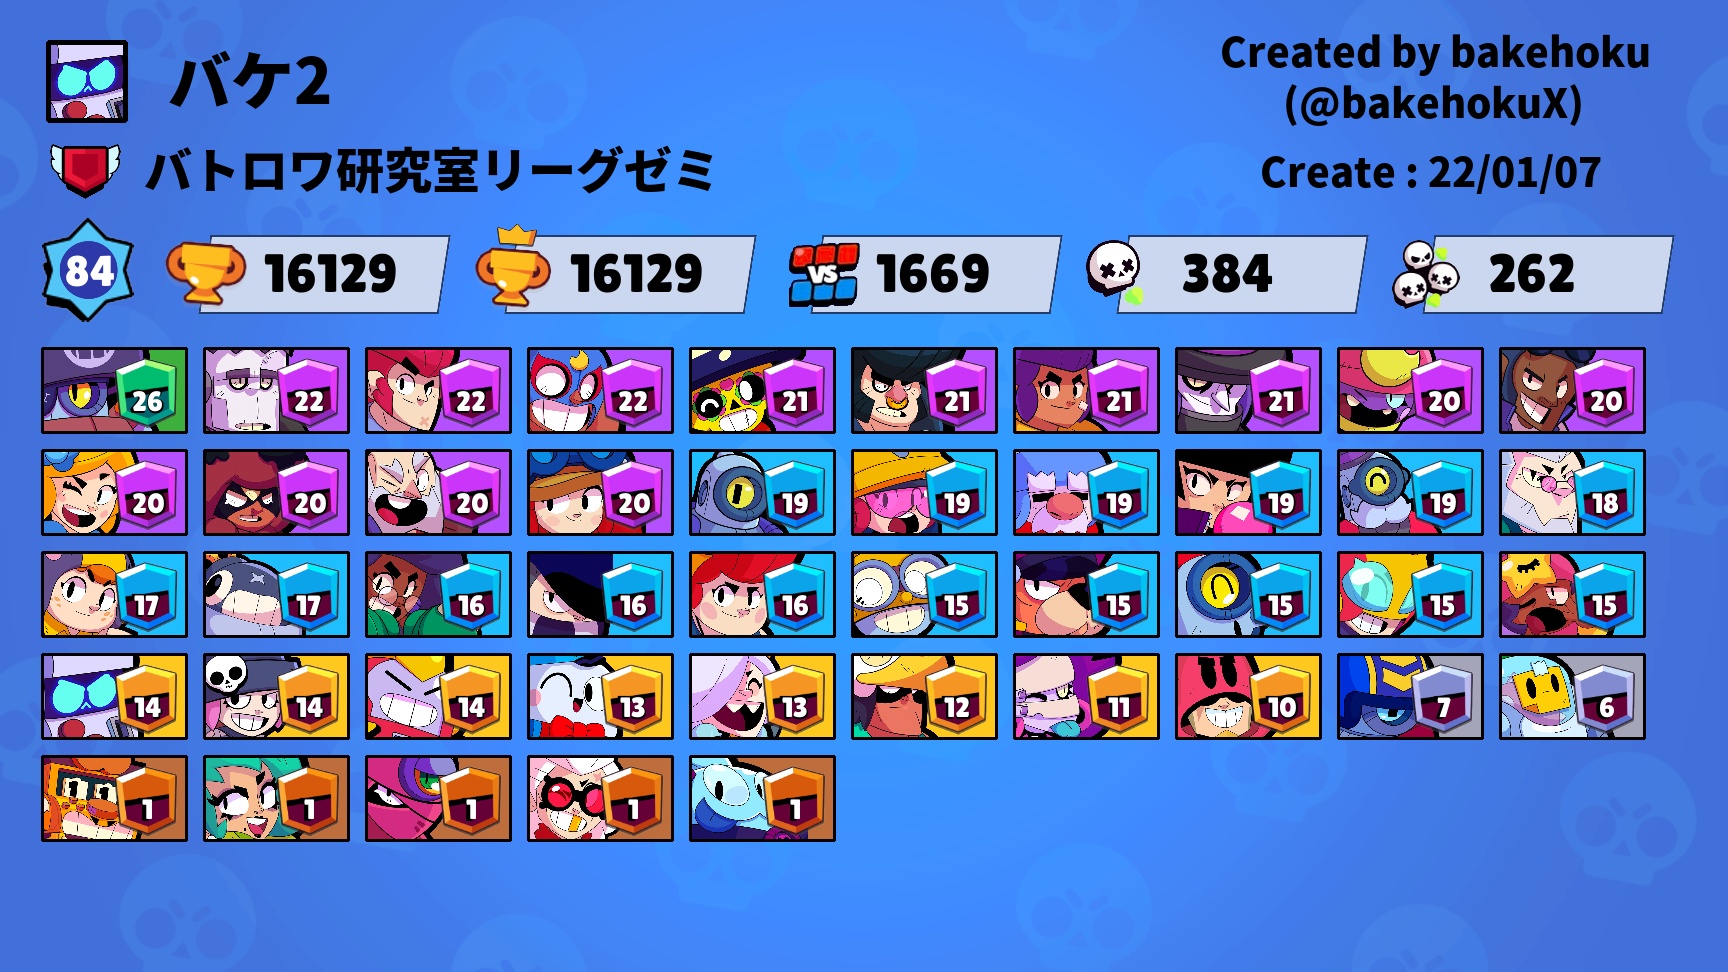 バケ2
Created by bakehoku
(@bakehokuX)
バトロワ研究室リーグゼミ
Create : 22/01/07
84 16129 16129 VS 1669 384 262
26 22 22 22 21 21 21 21 20 20
20 20 20 20 19 19 19 19 19 18
17 17 16 16 16 15 15 15 15 15
14 14 14 13 13 12 11 10 7 6
1 1 1 1 1